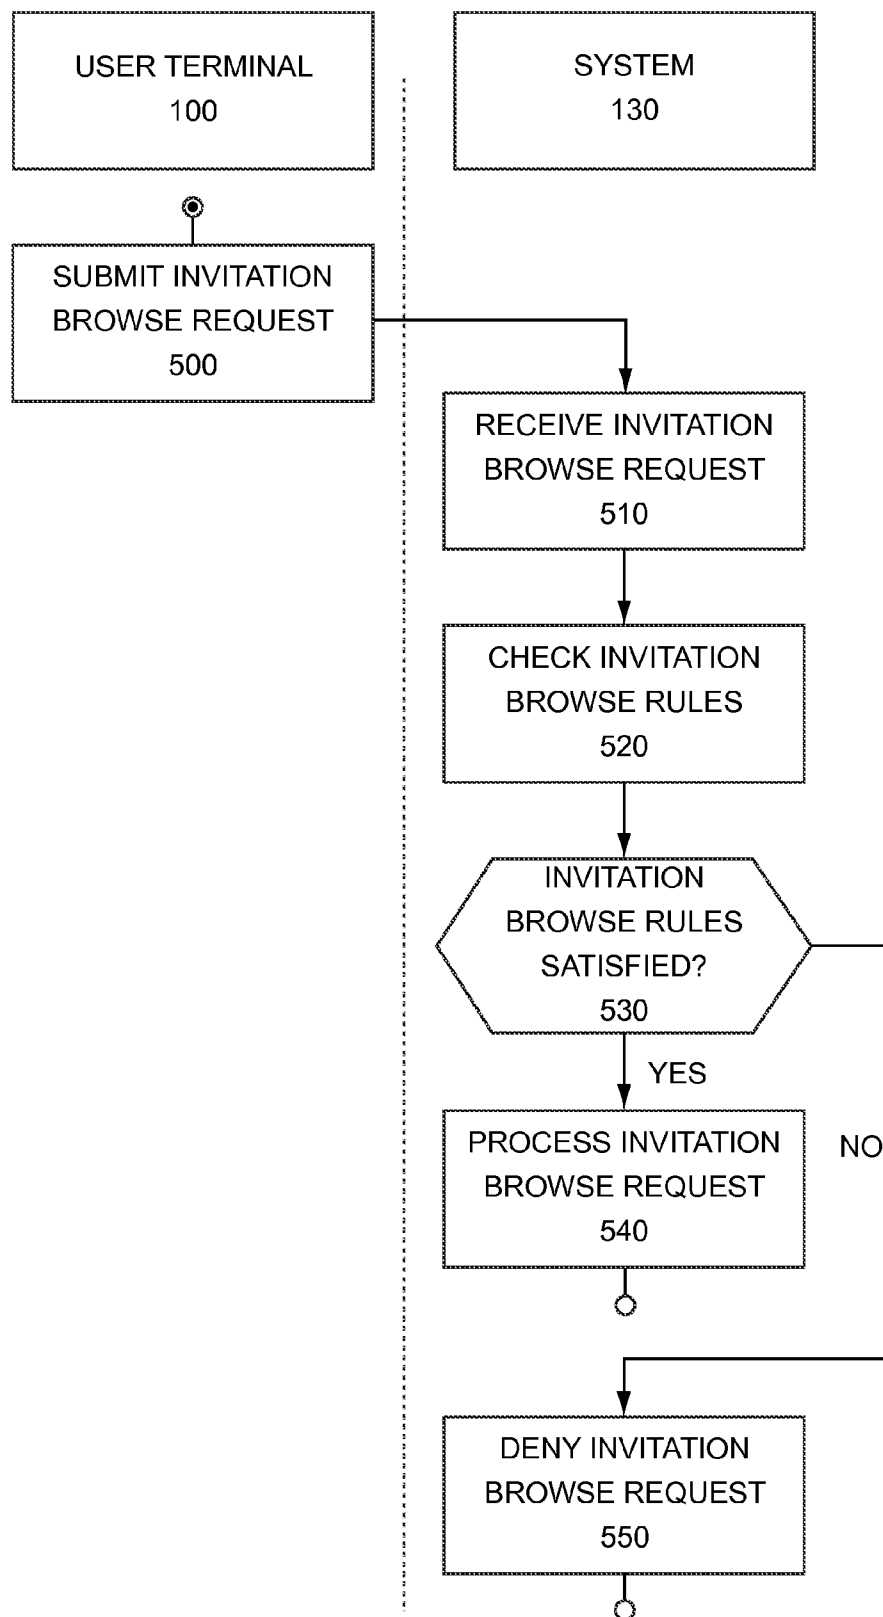 USER TERMINAL
100
SYSTEM
130
SUBMIT INVITATION
BROWSE REQUEST
500
RECEIVE INVITATION
BROWSE REQUEST
510
CHECK INVITATION
BROWSE RULES
520
INVITATION
BROWSE RULES
SATISFIED?
530
YES
PROCESS INVITATION
BROWSE REQUEST
540
NO
DENY INVITATION
BROWSE REQUEST
550